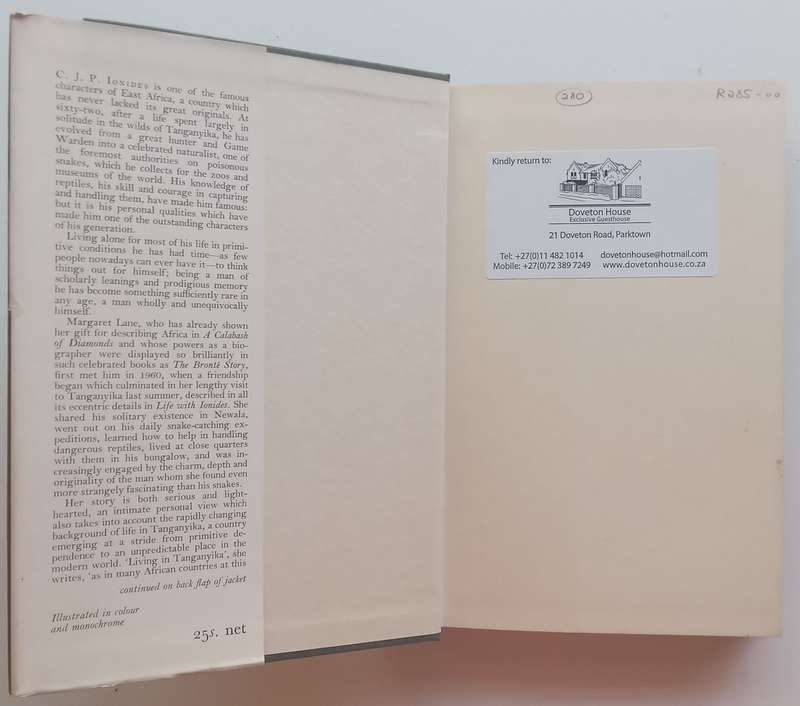 C. J. P. IONIDES is one of the famous
characters of East Africa, a country which
has never lacked its great originals. At
sixty-two, after a life spent largely in
solitude in the wilds of Tanganyika, he has
evolved from a great hunter and Game
Warden into a celebrated naturalist, one of
the foremost authorities on poisonous
snakes, which he collects for the zoos and
museums of the world. His knowledge of
reptiles, his skill and courage in capturing
and handling them, have made him famous:
but it is his personal qualities which have
made him one of the outstanding characters
of his generation.
Living alone for most of his life in primi-
tive conditions he has had time—as few
people nowadays can ever have it—to think
things out for himself; being a man of
scholarly leanings and prodigious memory
he has become something sufficiently rare in
any age, a man wholly and unequivocally
himself.
Margaret Lane, who has already shown
her gift for describing Africa in A Calabash
of Diamonds and whose powers as a bio-
grapher were displayed so brilliantly in
such celebrated books as The Brontë Story,
first met him in 1960, when a friendship
began which culminated in her lengthy visit
to Tanganyika last summer, described in all
its eccentric details in Life with Ionides. She
shared his solitary existence in Newala,
went out on his daily snake-catching ex-
peditions, learned how to help in handling
dangerous reptiles, lived at close quarters
with them in his bungalow, and was in-
creasingly engaged by the charm, depth and
originality of the man whom she found even
more strangely fascinating than his snakes.
Her story is both serious and light-
hearted, an intimate personal view which
also takes into account the rapidly changing
background of life in Tanganyika, a country
emerging at a stride from primitive de-
pendence to an unpredictable place in the
modern world. 'Living in Tanganyika', she
writes, 'as in many African countries at this
continued on back flap of jacket
Illustrated in colour
and monochrome
25s. net
280
R285-00
Kindly return to:
Doveton House
Exclusive Guesthouse
21 Doveton Road, Parktown
Tel: +27(0)11 482 1014 dovetonhouse@hotmail.com
Mobile: +27(0)72 389 7249 www.dovetonhouse.co.za